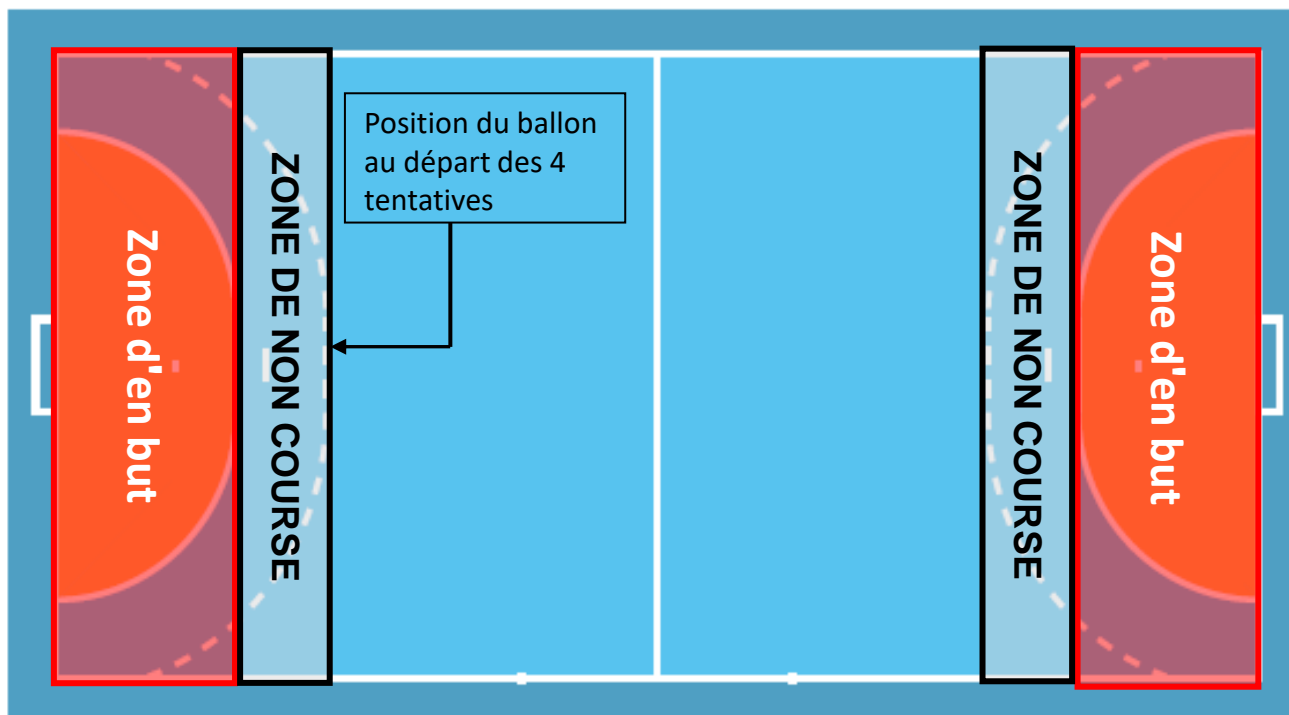 Position du ballon
au départ des 4
tentatives
Zone d'en but
ZONE DE NON COURSE
ZONE DE NON COURSE
Zone d'en but